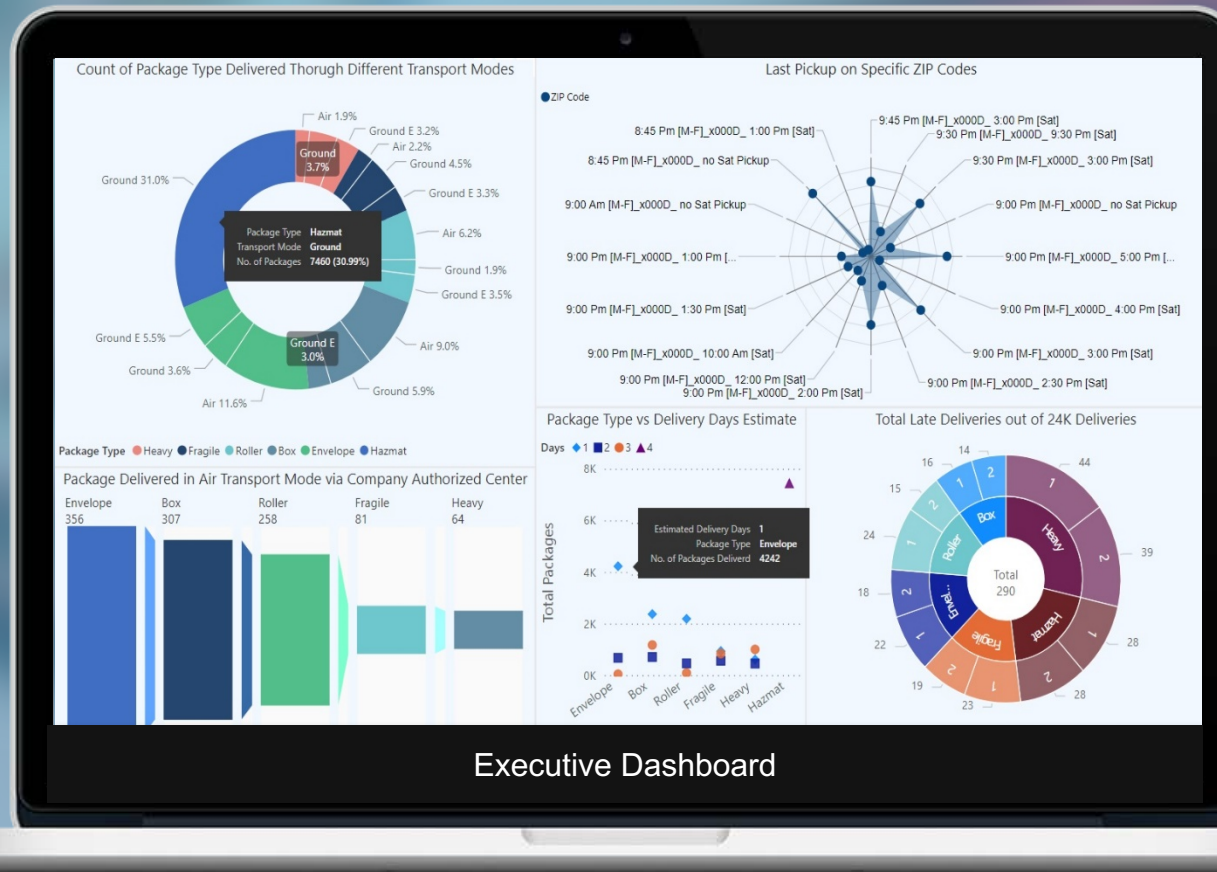 Count of Package Type Delivered Thorugh Different Transport Modes
Air 1.9%
Ground E 3.2%
Ground 3.7%
Air 2.2%
Ground 4.5%
Ground E 3.3%
Ground 31.0%
Package Type Hazmat
Transport Mode Ground
No. of Packages 7460 (30.99%)
Air 6.2%
Ground 1.9%
Ground E 3.5%
Ground E 5.5%
Ground E 3.0%
Air 9.0%
Ground 3.6%
Ground 5.9%
Air 11.6%
Package Type Heavy Fragile Roller Box Envelope Hazmat
Last Pickup on Specific ZIP Codes
ZIP Code
9:45 Pm [M-F]_x000D_ 3:00 Pm [Sat]
8:45 Pm [M-F]_x000D_ 1:00 Pm [Sat]
9:30 Pm [M-F]_x000D_ 9:30 Pm [Sat]
8:45 Pm [M-F]_x000D_ no Sat Pickup
9:30 Pm [M-F]_x000D_ 3:00 Pm [Sat]
9:00 Am [M-F]_x000D_ no Sat Pickup
9:00 Pm [M-F]_x000D_ no Sat Pickup
9:00 Pm [M-F]_x000D_ 1:00 Pm [...
9:00 Pm [M-F]_x000D_ 5:00 Pm [...
9:00 Pm [M-F]_x000D_ 1:30 Pm [Sat]
9:00 Pm [M-F]_x000D_ 4:00 Pm [Sat]
9:00 Pm [M-F]_x000D_ 10:00 Am [Sat]
9:00 Pm [M-F]_x000D_ 3:00 Pm [Sat]
9:00 Pm [M-F]_x000D_ 12:00 Pm [Sat]
9:00 Pm [M-F]_x000D_ 2:30 Pm [Sat]
9:00 Pm [M-F]_x000D_ 2:00 Pm [Sat]
Package Delivered in Air Transport Mode via Company Authorized Center
Envelope Box Roller Fragile Heavy
356 307 258 81 64
Package Type vs Delivery Days Estimate
Days 1 2 3 4
Total Packages
8K
6K
4K
2K
0K
Estimated Delivery Days 1
Package Type Envelope
No. of Packages Deliverd 4242
Envelope Box Roller Fragile Heavy Hazmat
Total Late Deliveries out of 24K Deliveries
Total
290
Heavy
1 44
2 39
Hazmat
1 28
2 28
Fragile
1 23
2 19
Envel...
1 22
2 18
Roller
1 24
2 15
Box
1 16
2 14
Executive Dashboard